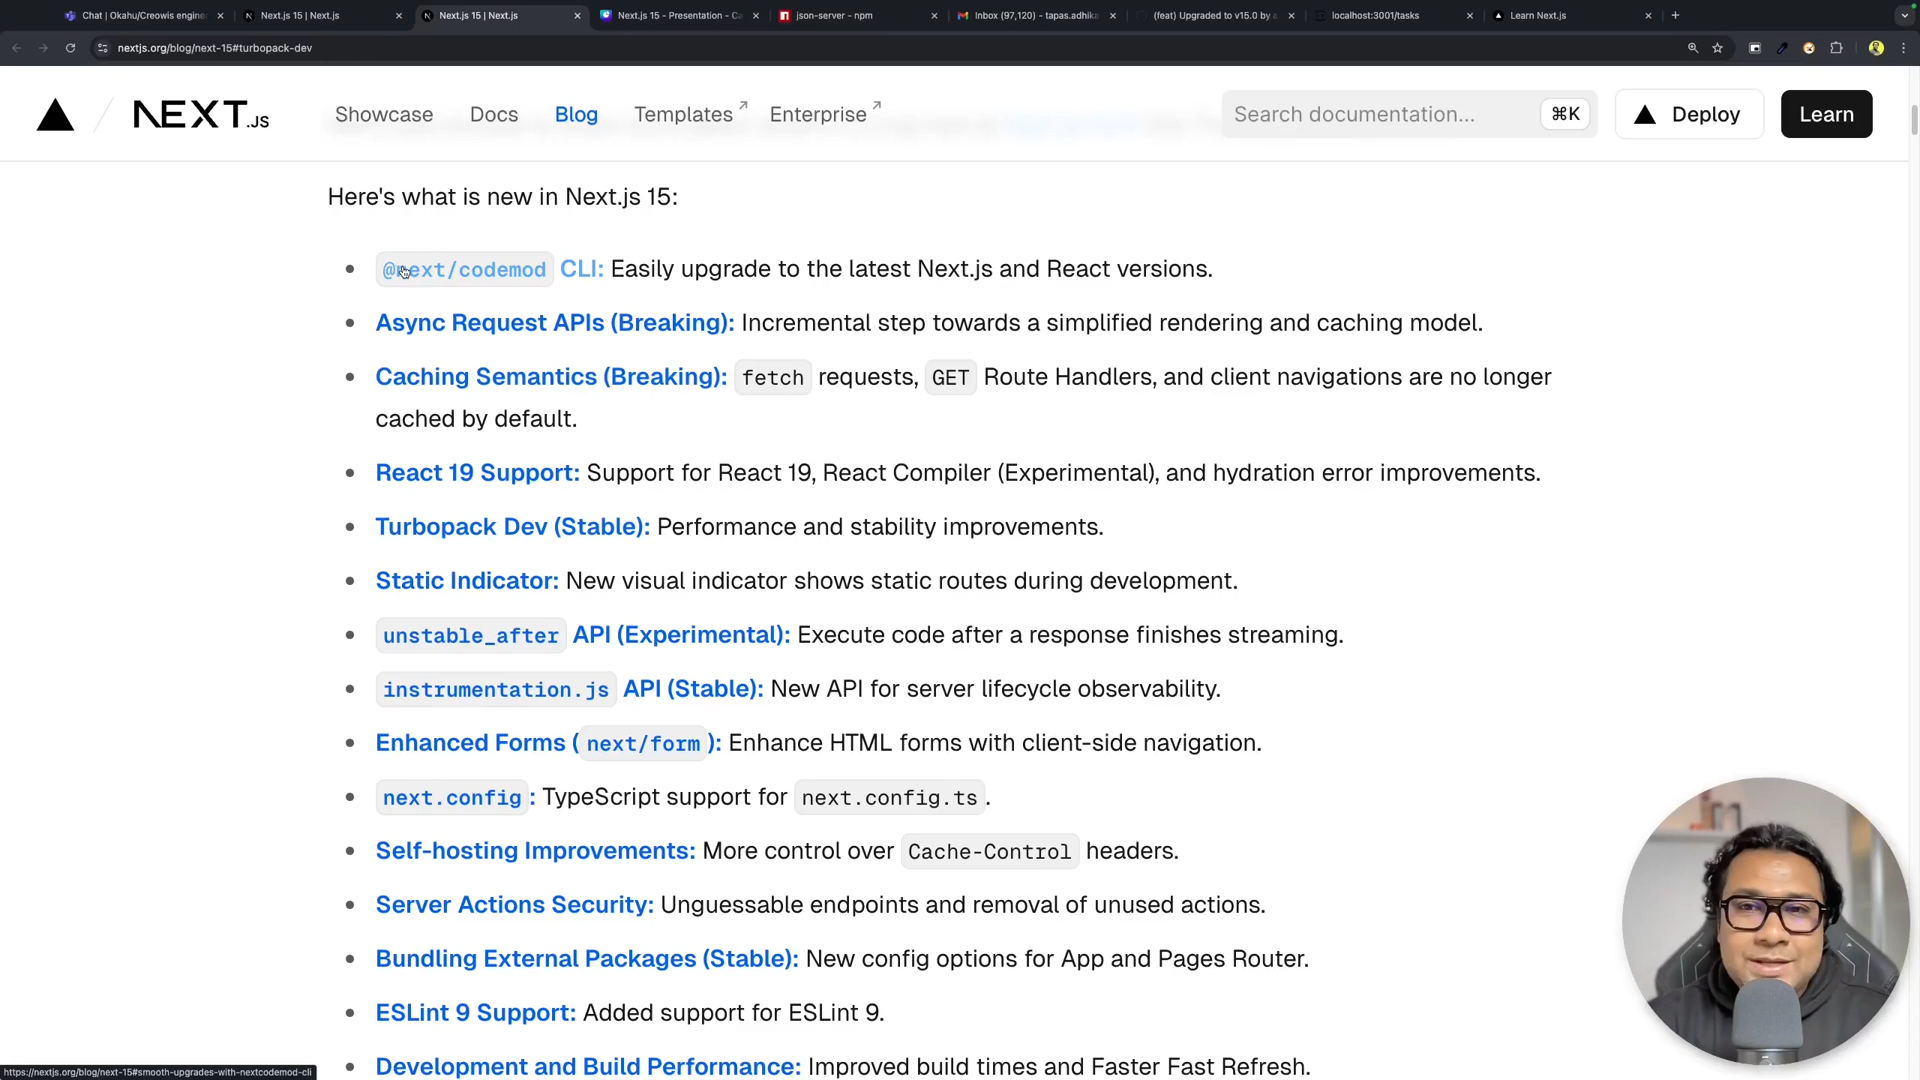 Chat | Okahu/Creowis engine
Next.js 15 | Next.js
Next.js 15 | Next.js
Next.js 15 - Presentation - Ca
json-server - npm
Inbox (97,120) - tapas.adhika
(feat) Upgraded to v15.0 by a
localhost:3001/tasks
Learn Next.js
nextjs.org/blog/next-15#turbopack-dev
NEXT.JS
Showcase
Docs
Blog
Templates
Enterprise
Search documentation...
⌘K
Deploy
Learn
Here's what is new in Next.js 15:
@next/codemod CLI: Easily upgrade to the latest Next.js and React versions.
Async Request APIs (Breaking): Incremental step towards a simplified rendering and caching model.
Caching Semantics (Breaking): fetch requests, GET Route Handlers, and client navigations are no longer
cached by default.
React 19 Support: Support for React 19, React Compiler (Experimental), and hydration error improvements.
Turbopack Dev (Stable): Performance and stability improvements.
Static Indicator: New visual indicator shows static routes during development.
unstable_after API (Experimental): Execute code after a response finishes streaming.
instrumentation.js API (Stable): New API for server lifecycle observability.
Enhanced Forms (next/form): Enhance HTML forms with client-side navigation.
next.config: TypeScript support for next.config.ts.
Self-hosting Improvements: More control over Cache-Control headers.
Server Actions Security: Unguessable endpoints and removal of unused actions.
Bundling External Packages (Stable): New config options for App and Pages Router.
ESLint 9 Support: Added support for ESLint 9.
Development and Build Performance: Improved build times and Faster Fast Refresh.
https://nextjs.org/blog/next-15#smooth-upgrades-with-nextcodemod-cli